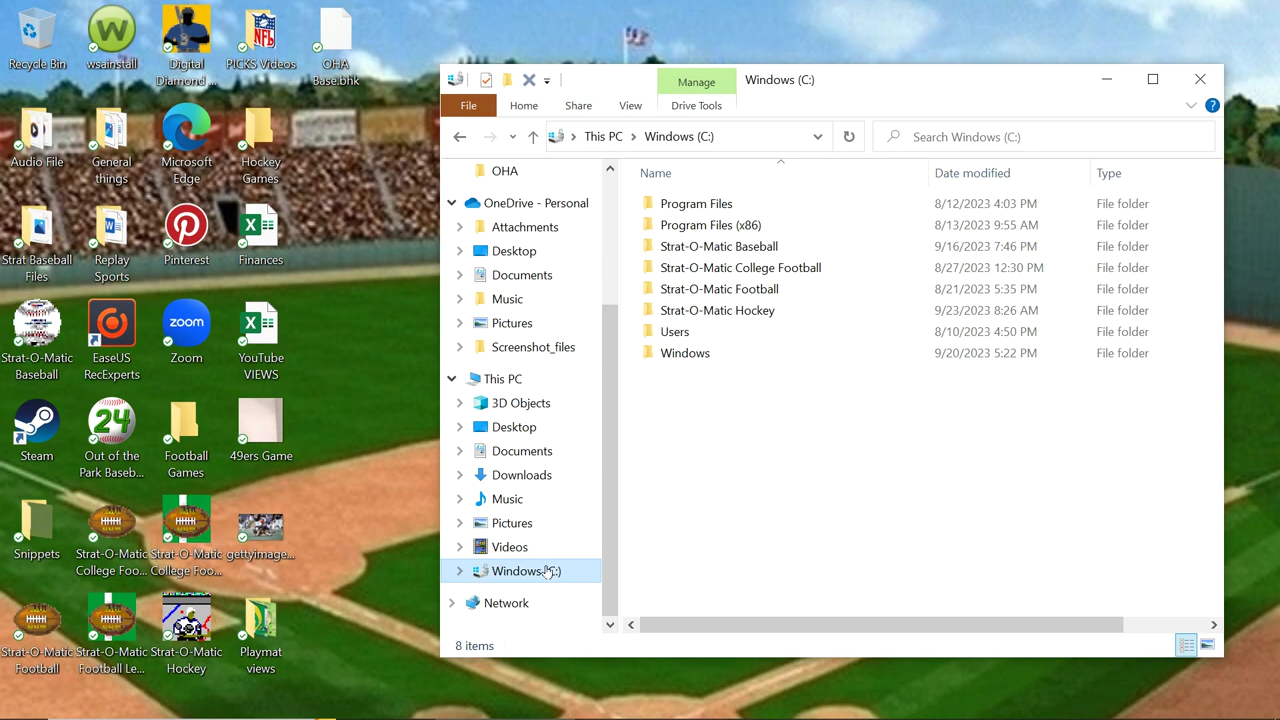 Recycle Bin
wsainstall
Digital
Diamond ...
PICKS Videos
OHA
Base.bhk
Audio File
General
things
Microsoft
Edge
Hockey
Games
Strat Baseball
Files
Replay
Sports
Pinterest
Finances
Strat-O-Matic
Baseball
EaseUS
RecExperts
zoom
Zoom
YouTube
VIEWS
Steam
24
Out of the
Park Baseb...
Football
Games
49ers Game
Snippets
Strat-O-Matic
College Foo...
Strat-O-Matic
College Foo...
gettyimage...
Strat-O-Matic
Football
Strat-O-Matic
Football Le...
Strat-O-Matic
Hockey
Playmat
views
Manage
Windows (C:)
File
Home
Share
View
Drive Tools
This PC
Windows (C:)
Search Windows (C:)
OHA
OneDrive - Personal
Attachments
Desktop
Documents
Music
Pictures
Screenshot_files
This PC
3D Objects
Desktop
Documents
Downloads
Music
Pictures
Videos
Windows (C:)
Network
Name Date modified Type
Program Files 8/12/2023 4:03 PM File folder
Program Files (x86) 8/13/2023 9:55 AM File folder
Strat-O-Matic Baseball 9/16/2023 7:46 PM File folder
Strat-O-Matic College Football 8/27/2023 12:30 PM File folder
Strat-O-Matic Football 8/21/2023 5:35 PM File folder
Strat-O-Matic Hockey 9/23/2023 8:26 AM File folder
Users 8/10/2023 4:50 PM File folder
Windows 9/20/2023 5:22 PM File folder
8 items